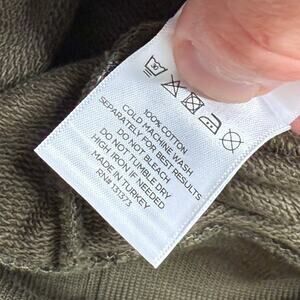 30
100% COTTON
COLD MACHINE WASH
SEPARATELY FOR BEST RESULTS
DO NOT BLEACH
DO NOT TUMBLE DRY
HIGH IRON IF NEEDED
MADE IN TURKEY
RN# 131373